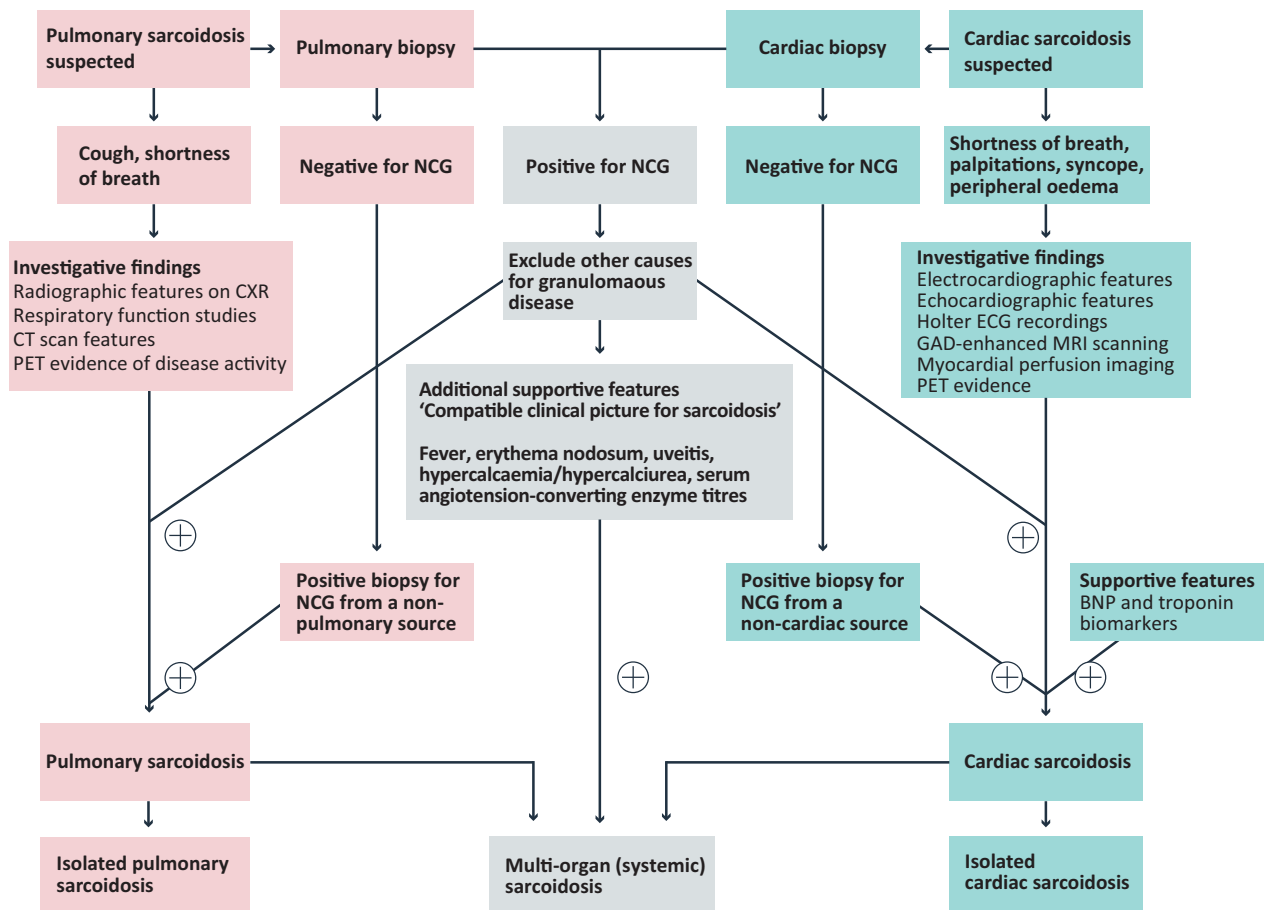 Pulmonary sarcoidosis
suspected
Pulmonary biopsy
Cardiac biopsy
Cardiac sarcoidosis
suspected
Cough, shortness
of breath
Negative for NCG
Positive for NCG
Negative for NCG
Shortness of breath,
palpitations, syncope,
peripheral oedema
Investigative findings
Radiographic features on CXR
Respiratory function studies
CT scan features
PET evidence of disease activity
Exclude other causes
for granulomaous
disease
Investigative findings
Electrocardiographic features
Echocardiographic features
Holter ECG recordings
GAD-enhanced MRI scanning
Myocardial perfusion imaging
PET evidence
Additional supportive features
‘Compatible clinical picture for sarcoidosis’
Fever, erythema nodosum, uveitis,
hypercalcaemia/hypercalciurea, serum
angiotension-converting enzyme titres
Positive biopsy for
NCG from a non-
pulmonary source
Positive biopsy for
NCG from a
non-cardiac source
Supportive features
BNP and troponin
biomarkers
Pulmonary sarcoidosis
Cardiac sarcoidosis
Isolated pulmonary
sarcoidosis
Multi-organ (systemic)
sarcoidosis
Isolated
cardiac sarcoidosis